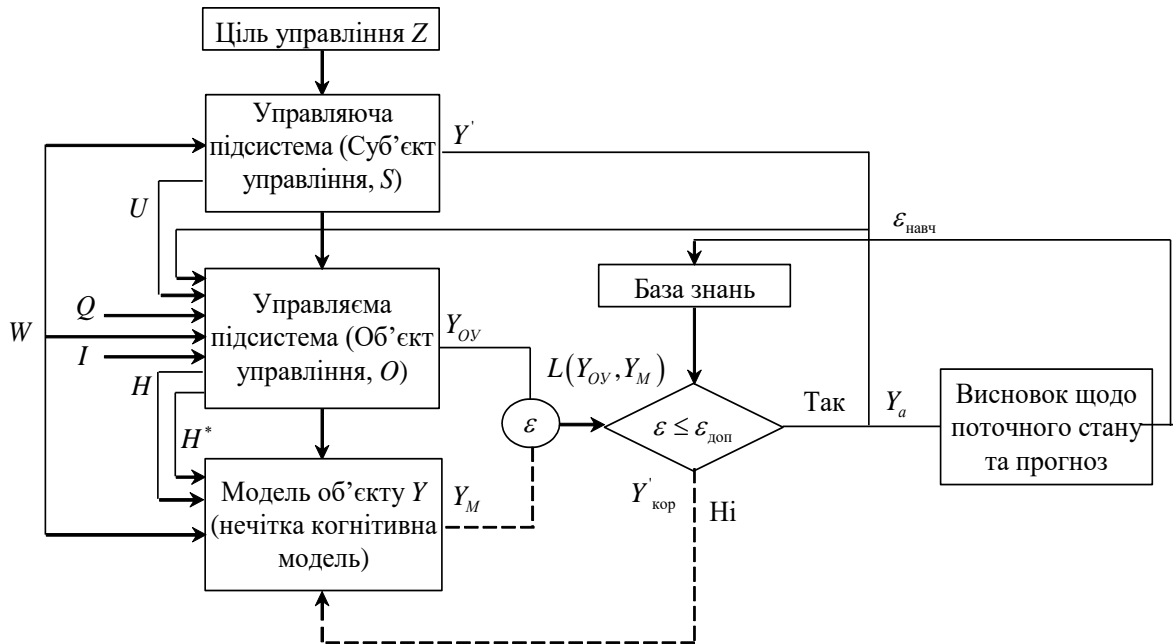 Ціль управління Z
Управляюча
підсистема (Суб’єкт
управління, S)
Y'
U
ε навч
База знань
Q
W
I
Управляєма
підсистема (Об’єкт
управління, O)
Y ОУ
L(Y ОУ, Y М)
H
H*
ε
ε ≤ ε доп
Так
Y a
Висновок щодо
поточного стану
та прогноз
Модель об’єкту Y
(нечітка когнітивна
модель)
Y М
Y' кор
Ні